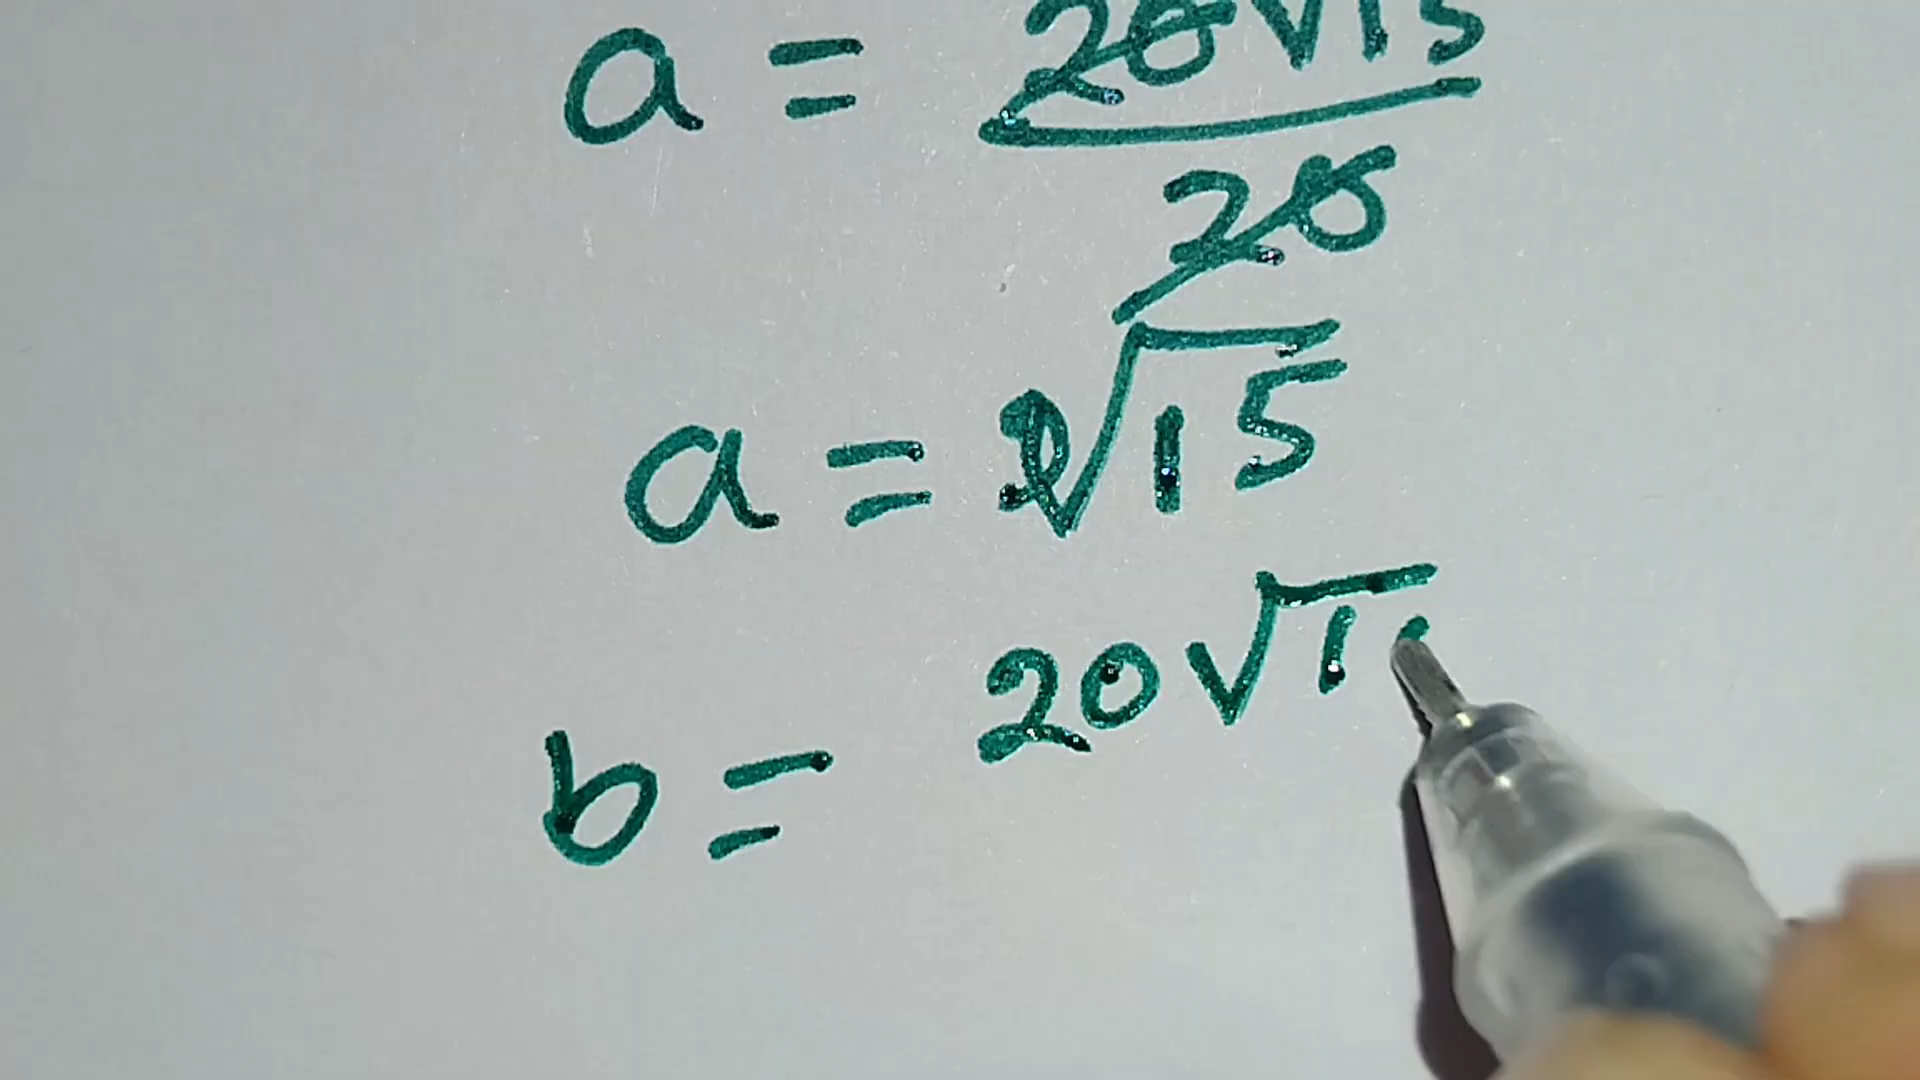 a = 20√15
20
a = √15
b = 20√1